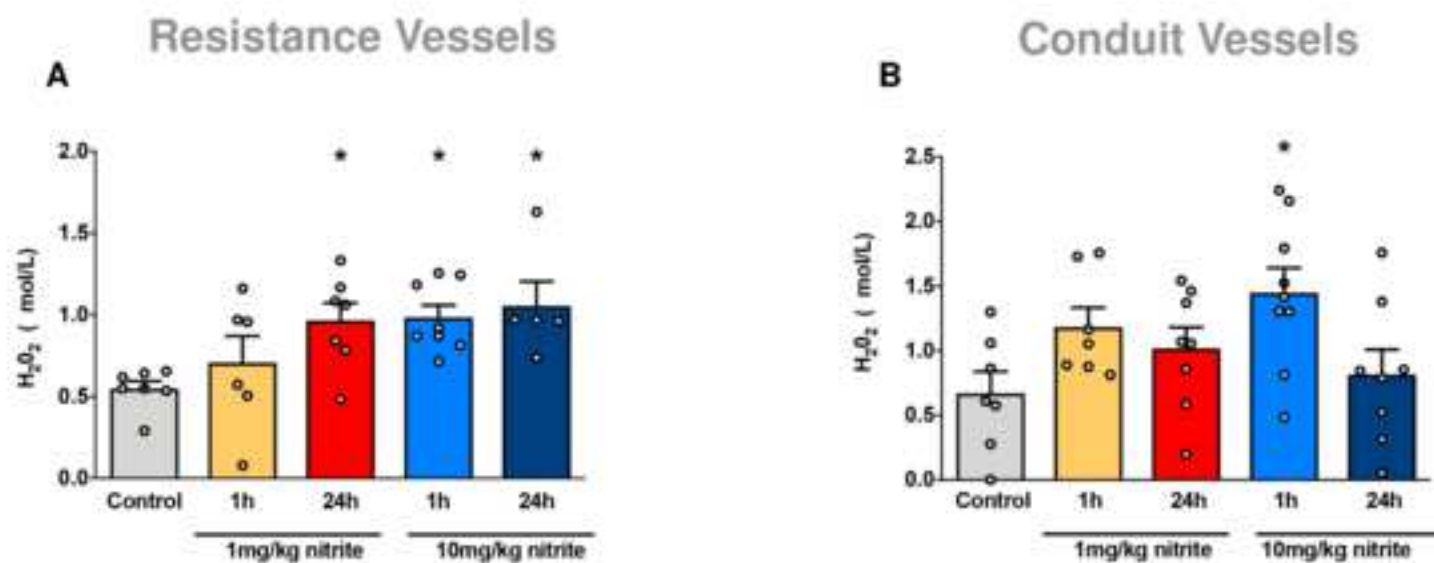 Resistance Vessels
A
H₂0₂ ( mol/L)
2.0
1.5
1.0
0.5
0.0
* * *
Control 1h 24h 1h 24h
1mg/kg nitrite 10mg/kg nitrite
Conduit Vessels
B
H₂0₂ ( mol/L)
2.5
2.0
1.5
1.0
0.5
0.0
*
Control 1h 24h 1h 24h
1mg/kg nitrite 10mg/kg nitrite